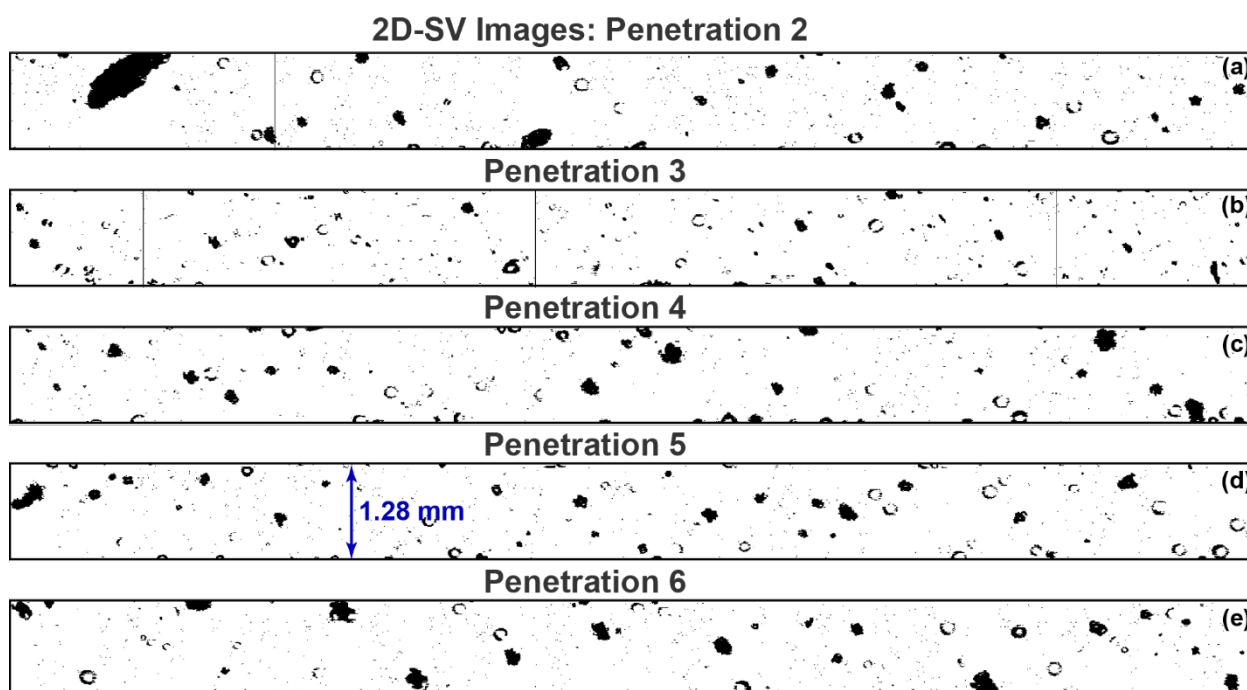 2D-SV Images: Penetration 2
(a)
Penetration 3
(b)
Penetration 4
(c)
Penetration 5
(d)
1.28 mm
Penetration 6
(e)